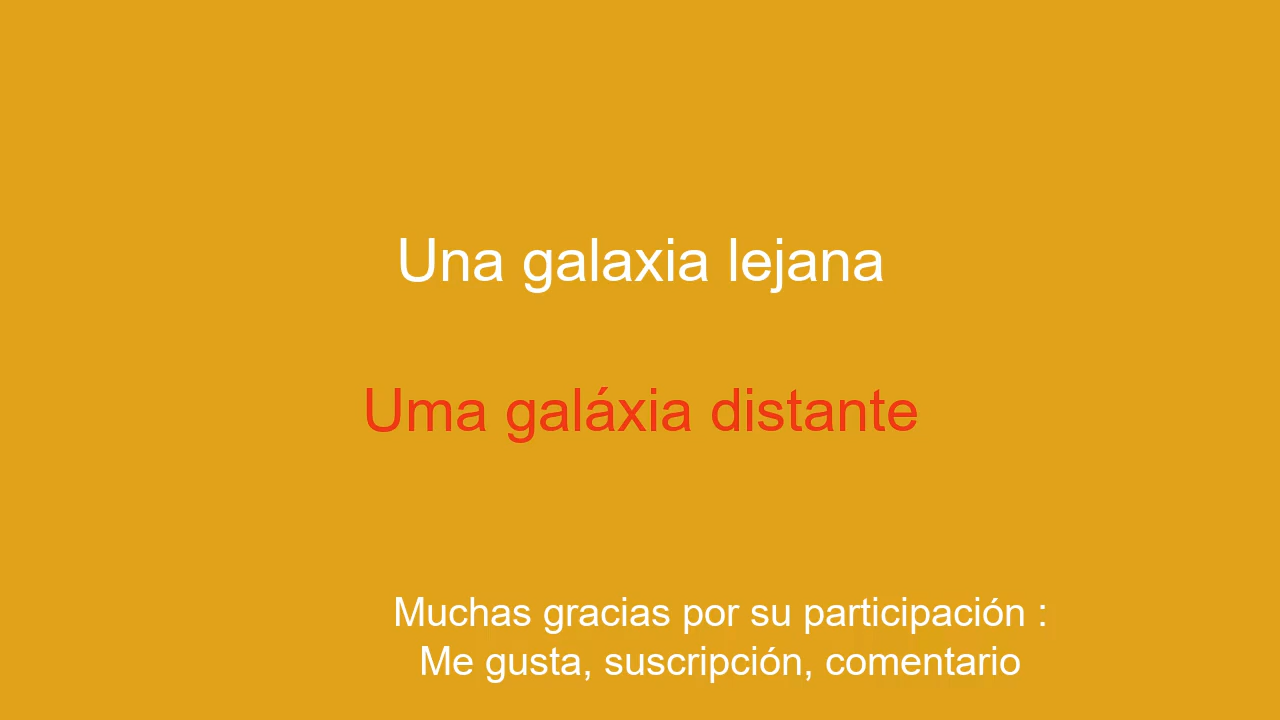 Una galaxia lejana
Uma galáxia distante
Muchas gracias por su participación :
Me gusta, suscripción, comentario